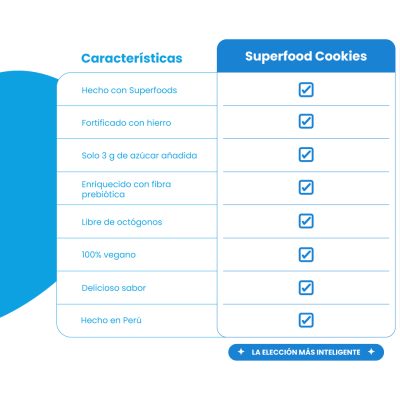 Características
Superfood Cookies
Hecho con Superfoods
Fortificado con hierro
Solo 3 g de azúcar añadida
Enriquecido con fibra
prebiótica
Libre de octógonos
100% vegano
Delicioso sabor
Hecho en Perú
LA ELECCIÓN MÁS INTELIGENTE